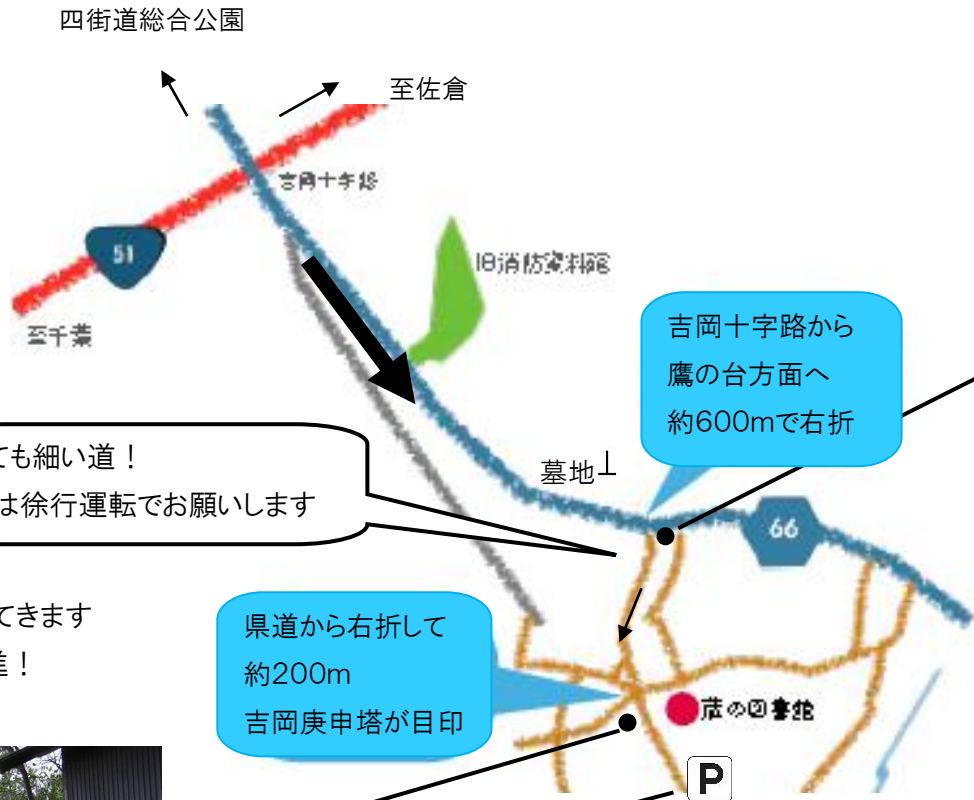 四街道総合公園
至佐倉
吉岡十字路
51
旧消防資料館
至千葉
吉岡十字路から
鷹の台方面へ
約600mで右折
ても細い道！
は徐行運転でお願いします
墓地
66
てきます
進！
県道から右折して
約200m
吉岡庚申塔が目印
蔵の図書館
P